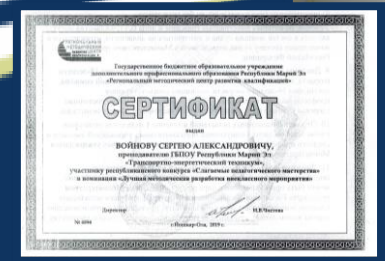 РЕГИОНАЛЬНЫЙ
МЕТОДИЧЕСКИЙ
Государственное бюджетное образовательное учреждение
дополнительного профессионального образования Республики Марий Эл
«Региональный методический центр развития квалификаций»
СЕРТИФИКАТ
выдан
ВОЙНОВУ СЕРГЕЮ АЛЕКСАНДРОВИЧУ,
преподавателю ГБПОУ Республики Марий Эл
«Транспортно-энергетический техникум»,
участнику республиканского конкурса «Слагаемые педагогического мастерства»
в номинации «Лучшая методическая разработка внеклассного мероприятия»
Директор
г.Йошкар-Ола, 2019 г.